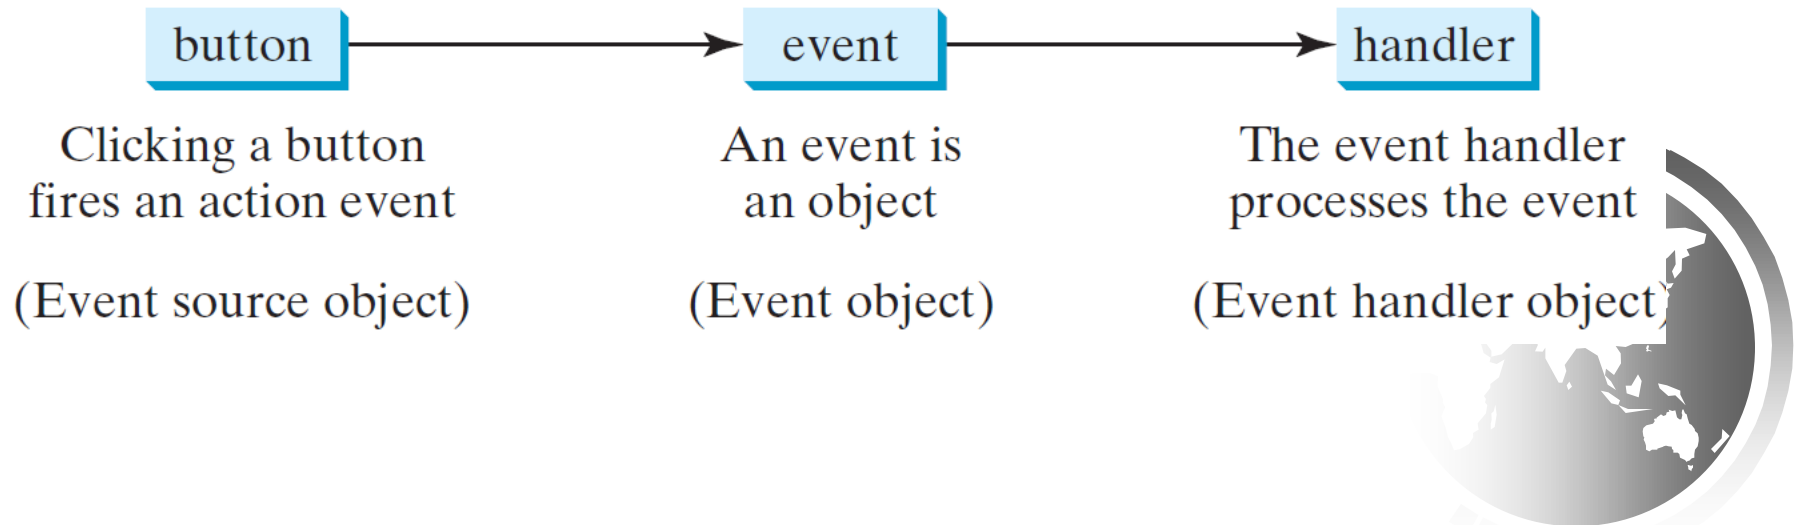 button
event
handler
Clicking a button
fires an action event
An event is
an object
The event handler
processes the event
(Event source object)
(Event object)
(Event handler object)